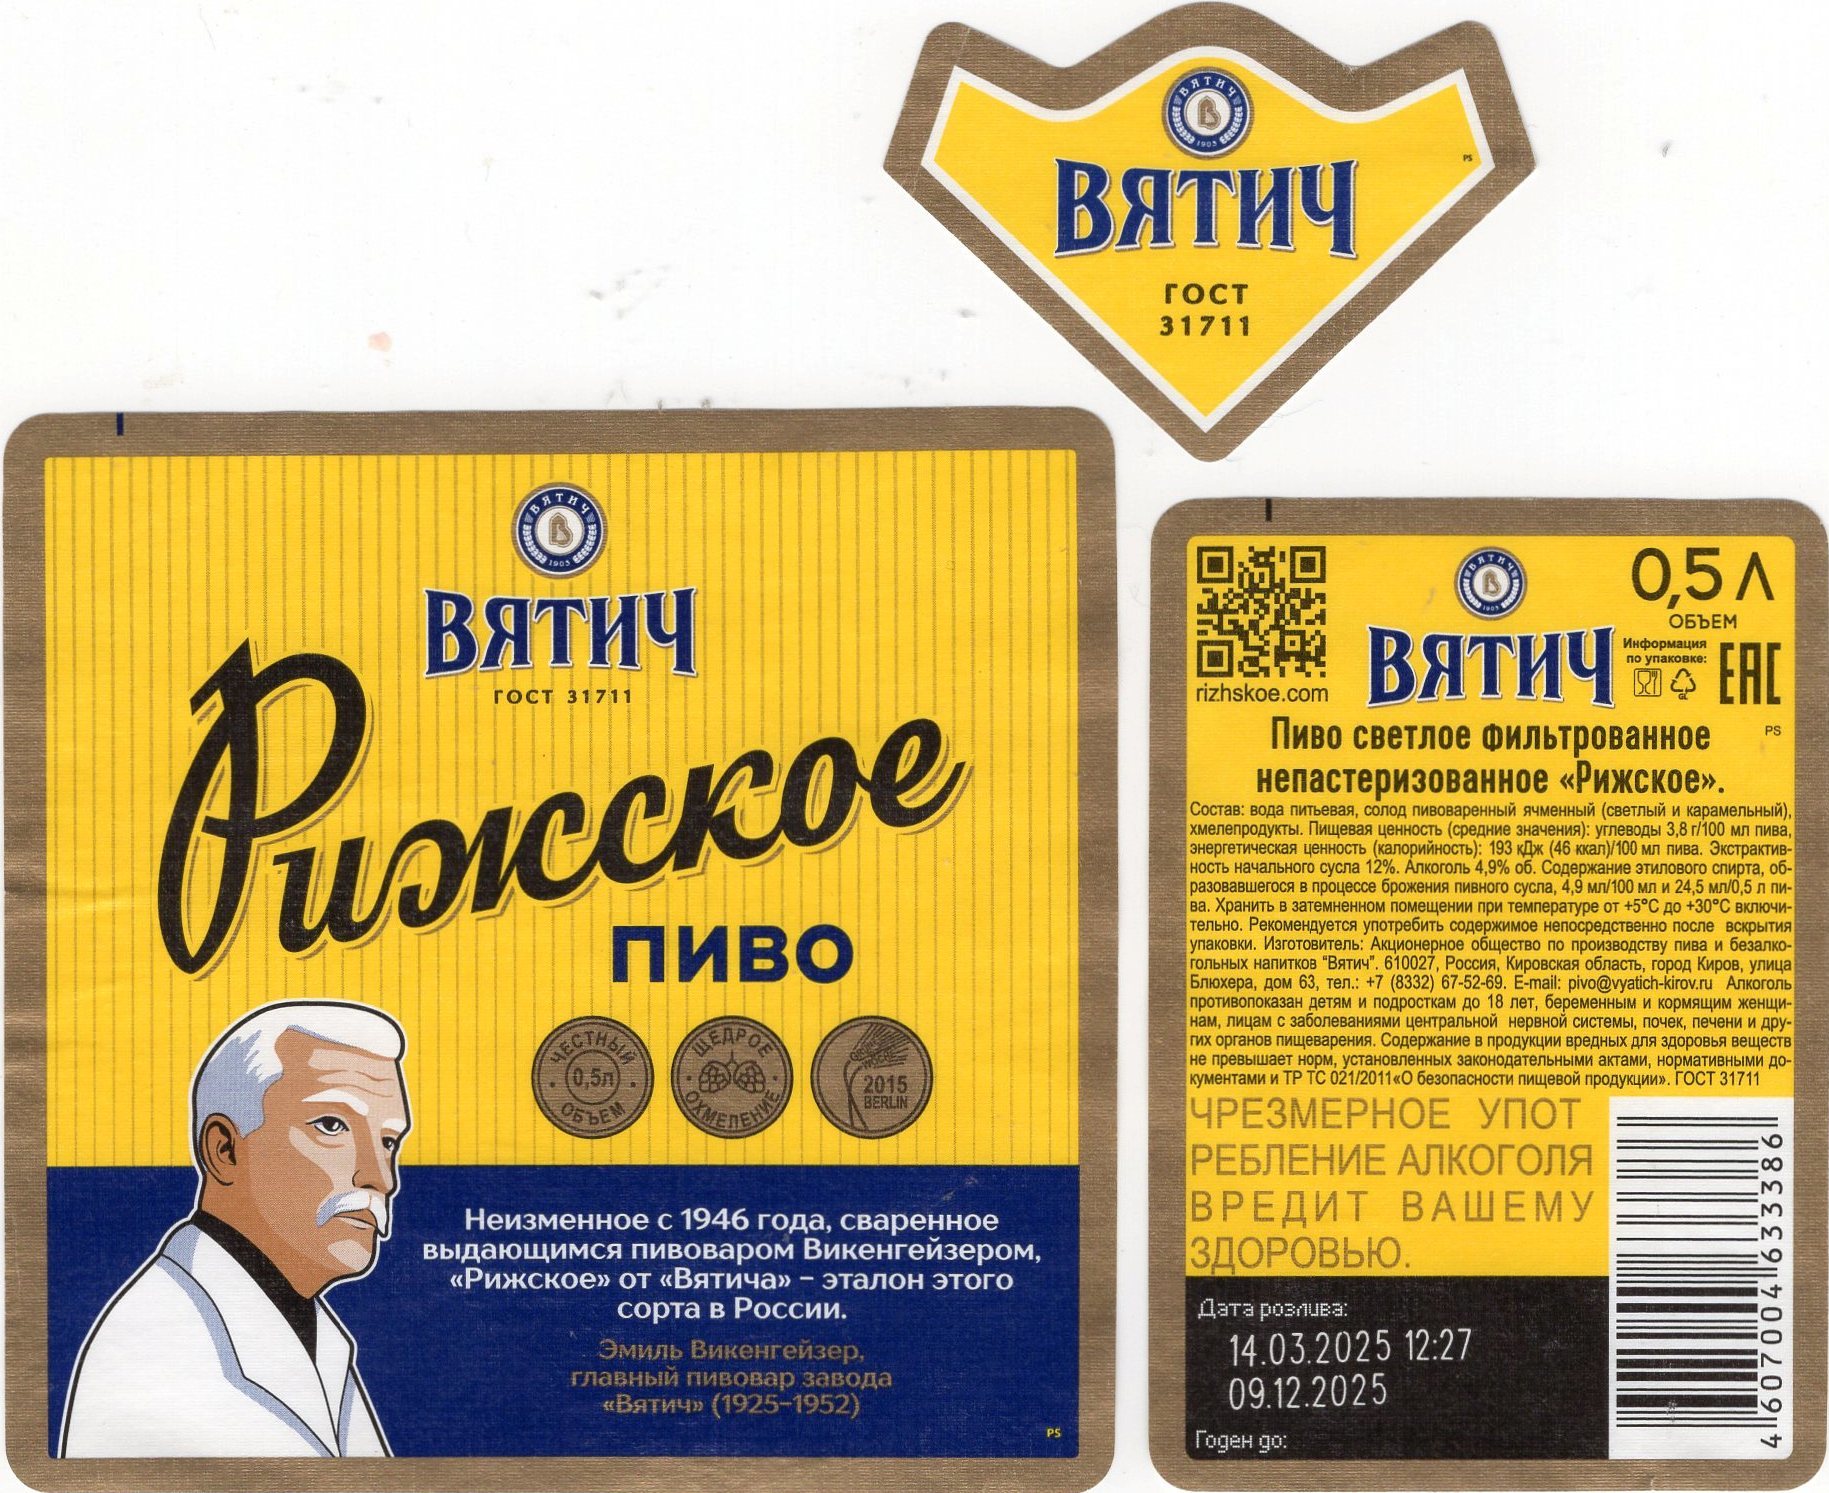 ВЯТИЧ
1903
ВЯТИЧ
ГОСТ
31711
PS
ВЯТИЧ
1903
ВЯТИЧ
ГОСТ 31711
Рижское
ПИВО
ЧЕСТНЫЙ
0,5л
ОБЪЕМ
ЩЕДРОЕ
ОХМЕЛЕНИЕ
2015
BERLIN
Неизменное с 1946 года, сваренное
выдающимся пивоваром Викенгейзером,
«Рижское» от «Вятича» – эталон этого
сорта в России.
Эмиль Викенгейзер,
главный пивовар завода
«Вятич» (1925–1952)
PS
rizhskoe.com
ВЯТИЧ
1903
ВЯТИЧ
0,5 Л
ОБЪЕМ
Информация
по упаковке:
GL
EAC
PS
Пиво светлое фильтрованное
непастеризованное «Рижское».
Состав: вода питьевая, солод пивоваренный ячменный (светлый и карамельный),
хмелепродукты. Пищевая ценность (средние значения): углеводы 3,8 г/100 мл пива,
энергетическая ценность (калорийность): 193 кДж (46 ккал)/100 мл пива. Экстрактив-
ность начального сусла 12%. Алкоголь 4,9% об. Содержание этилового спирта, об-
разовавшегося в процессе брожения пивного сусла, 4,9 мл/100 мл и 24,5 мл/0,5 л пи-
ва. Хранить в затемненном помещении при температуре от +5°С до +30°С включи-
тельно. Рекомендуется употребить содержимое непосредственно после вскрытия
упаковки. Изготовитель: Акционерное общество по производству пива и безалко-
гольных напитков “Вятич”. 610027, Россия, Кировская область, город Киров, улица
Блюхера, дом 63, тел.: +7 (8332) 67-52-69. E-mail: pivo@vyatich-kirov.ru Алкоголь
противопоказан детям и подросткам до 18 лет, беременным и кормящим женщи-
нам, лицам с заболеваниями центральной нервной системы, почек, печени и дру-
гих органов пищеварения. Содержание в продукции вредных для здоровья веществ
не превышает норм, установленных законодательными актами, нормативными до-
кументами и ТР ТС 021/2011«О безопасности пищевой продукции». ГОСТ 31711
ЧРЕЗМЕРНОЕ УПОТ
РЕБЛЕНИЕ АЛКОГОЛЯ
ВРЕДИТ ВАШЕМУ
ЗДОРОВЬЮ.
Дата розлива:
14.03.2025 12:27
09.12.2025
Годен до:
4 607004 633386